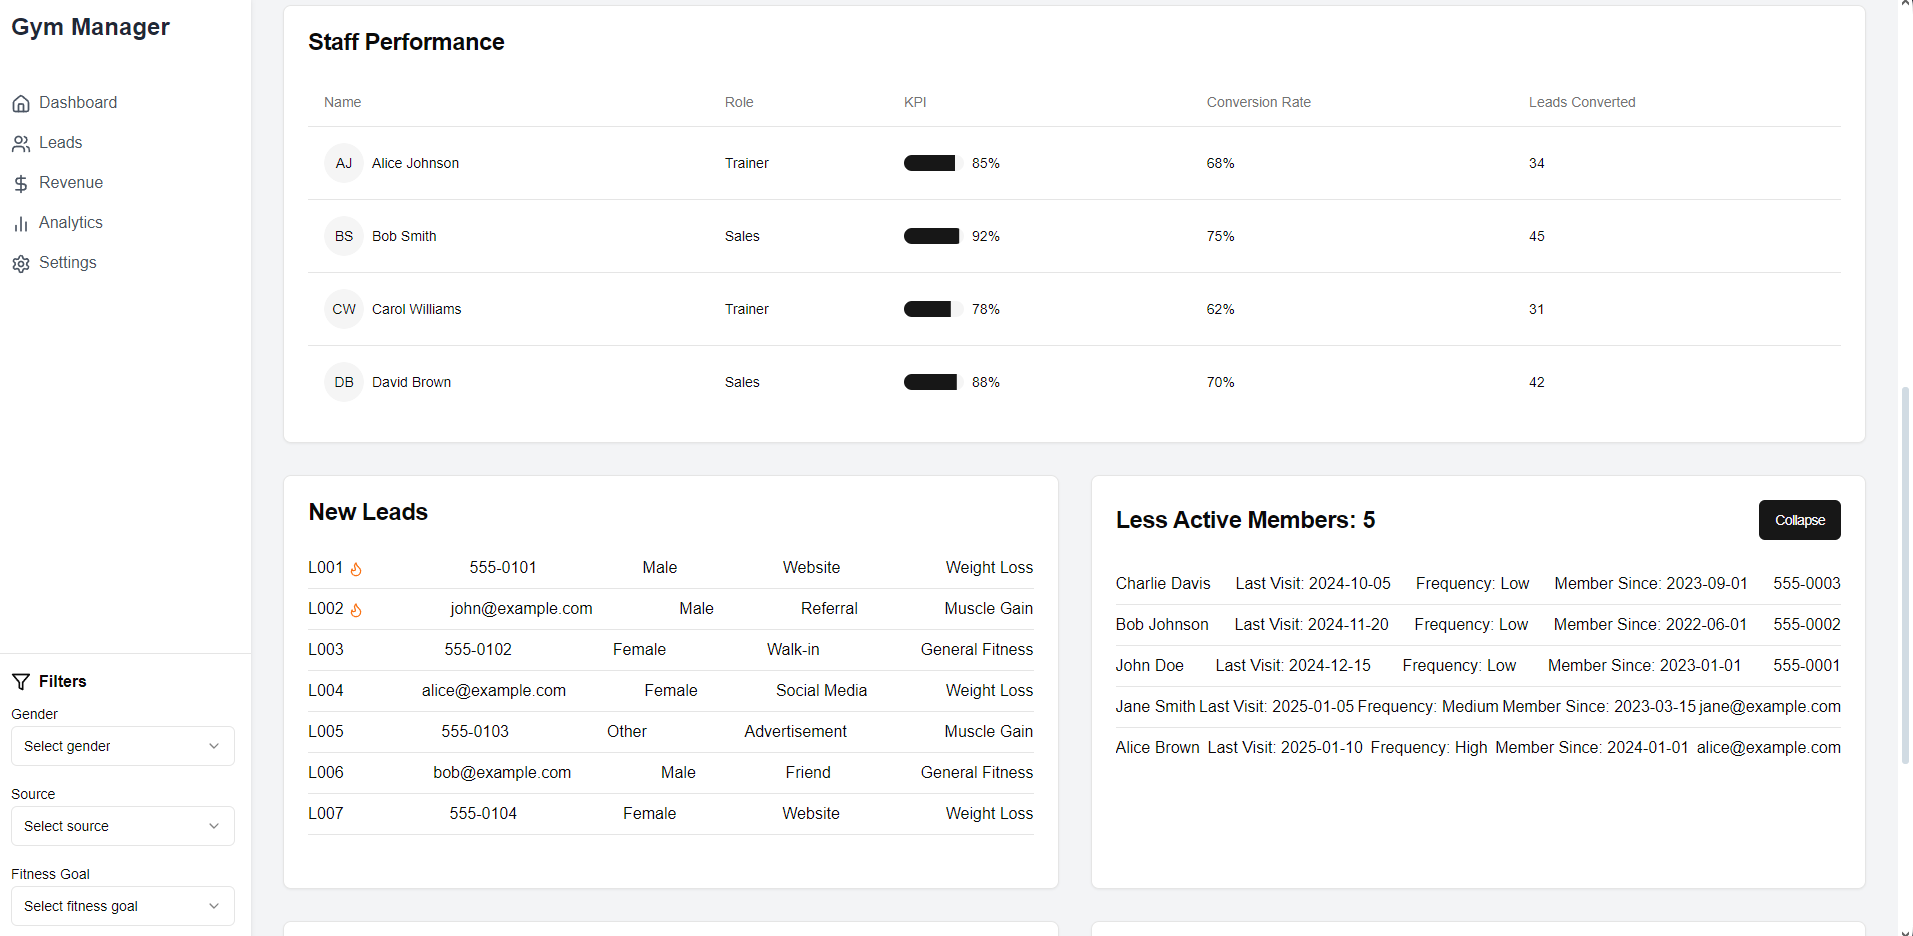 Gym Manager
Dashboard
Leads
Revenue
Analytics
Settings
Filters
Gender
Select gender
Source
Select source
Fitness Goal
Select fitness goal
Staff Performance
Name Role KPI Conversion Rate Leads Converted
AJ Alice Johnson Trainer 85% 68% 34
BS Bob Smith Sales 92% 75% 45
CW Carol Williams Trainer 78% 62% 31
DB David Brown Sales 88% 70% 42
New Leads
L001 555-0101 Male Website Weight Loss
L002 john@example.com Male Referral Muscle Gain
L003 555-0102 Female Walk-in General Fitness
L004 alice@example.com Female Social Media Weight Loss
L005 555-0103 Other Advertisement Muscle Gain
L006 bob@example.com Male Friend General Fitness
L007 555-0104 Female Website Weight Loss
Less Active Members: 5
Collapse
Charlie Davis Last Visit: 2024-10-05 Frequency: Low Member Since: 2023-09-01 555-0003
Bob Johnson Last Visit: 2024-11-20 Frequency: Low Member Since: 2022-06-01 555-0002
John Doe Last Visit: 2024-12-15 Frequency: Low Member Since: 2023-01-01 555-0001
Jane Smith Last Visit: 2025-01-05 Frequency: Medium Member Since: 2023-03-15 jane@example.com
Alice Brown Last Visit: 2025-01-10 Frequency: High Member Since: 2024-01-01 alice@example.com